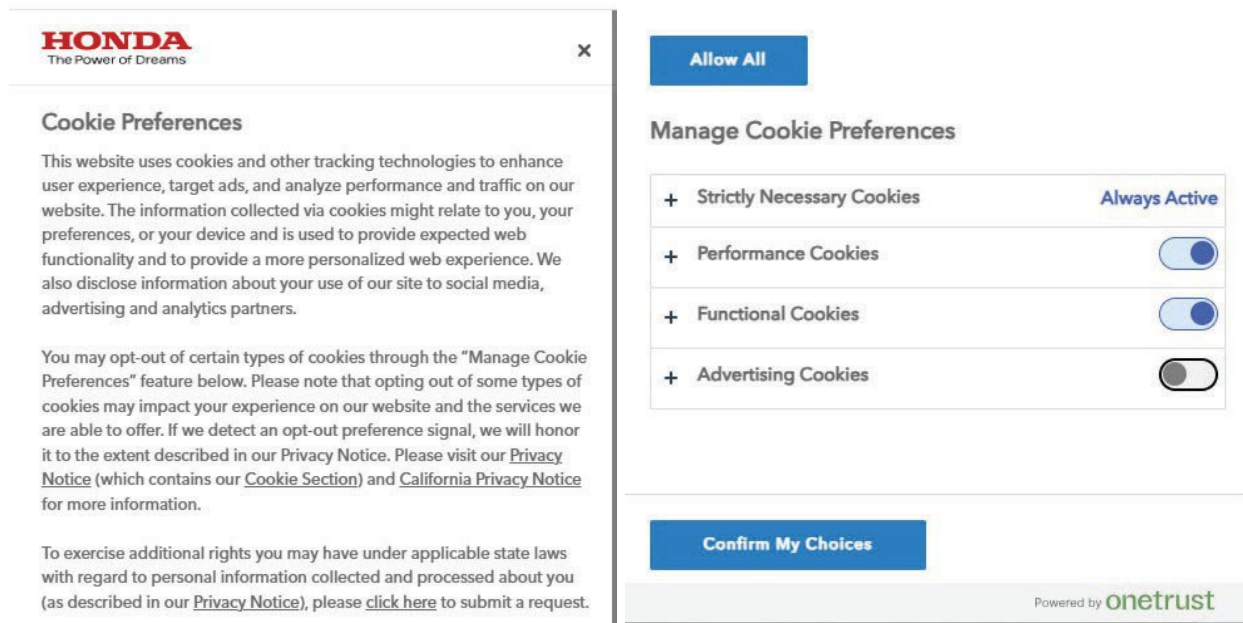 HONDA
The Power of Dreams
×
Cookie Preferences
This website uses cookies and other tracking technologies to enhance
user experience, target ads, and analyze performance and traffic on our
website. The information collected via cookies might relate to you, your
preferences, or your device and is used to provide expected web
functionality and to provide a more personalized web experience. We
also disclose information about your use of our site to social media,
advertising and analytics partners.
You may opt-out of certain types of cookies through the “Manage Cookie
Preferences” feature below. Please note that opting out of some types of
cookies may impact your experience on our website and the services we
are able to offer. If we detect an opt-out preference signal, we will honor
it to the extent described in our Privacy Notice. Please visit our Privacy
Notice (which contains our Cookie Section) and California Privacy Notice
for more information.
To exercise additional rights you may have under applicable state laws
with regard to personal information collected and processed about you
(as described in our Privacy Notice), please click here to submit a request.
Allow All
Manage Cookie Preferences
+ Strictly Necessary Cookies Always Active
+ Performance Cookies
+ Functional Cookies
+ Advertising Cookies
Confirm My Choices
Powered by onetrust